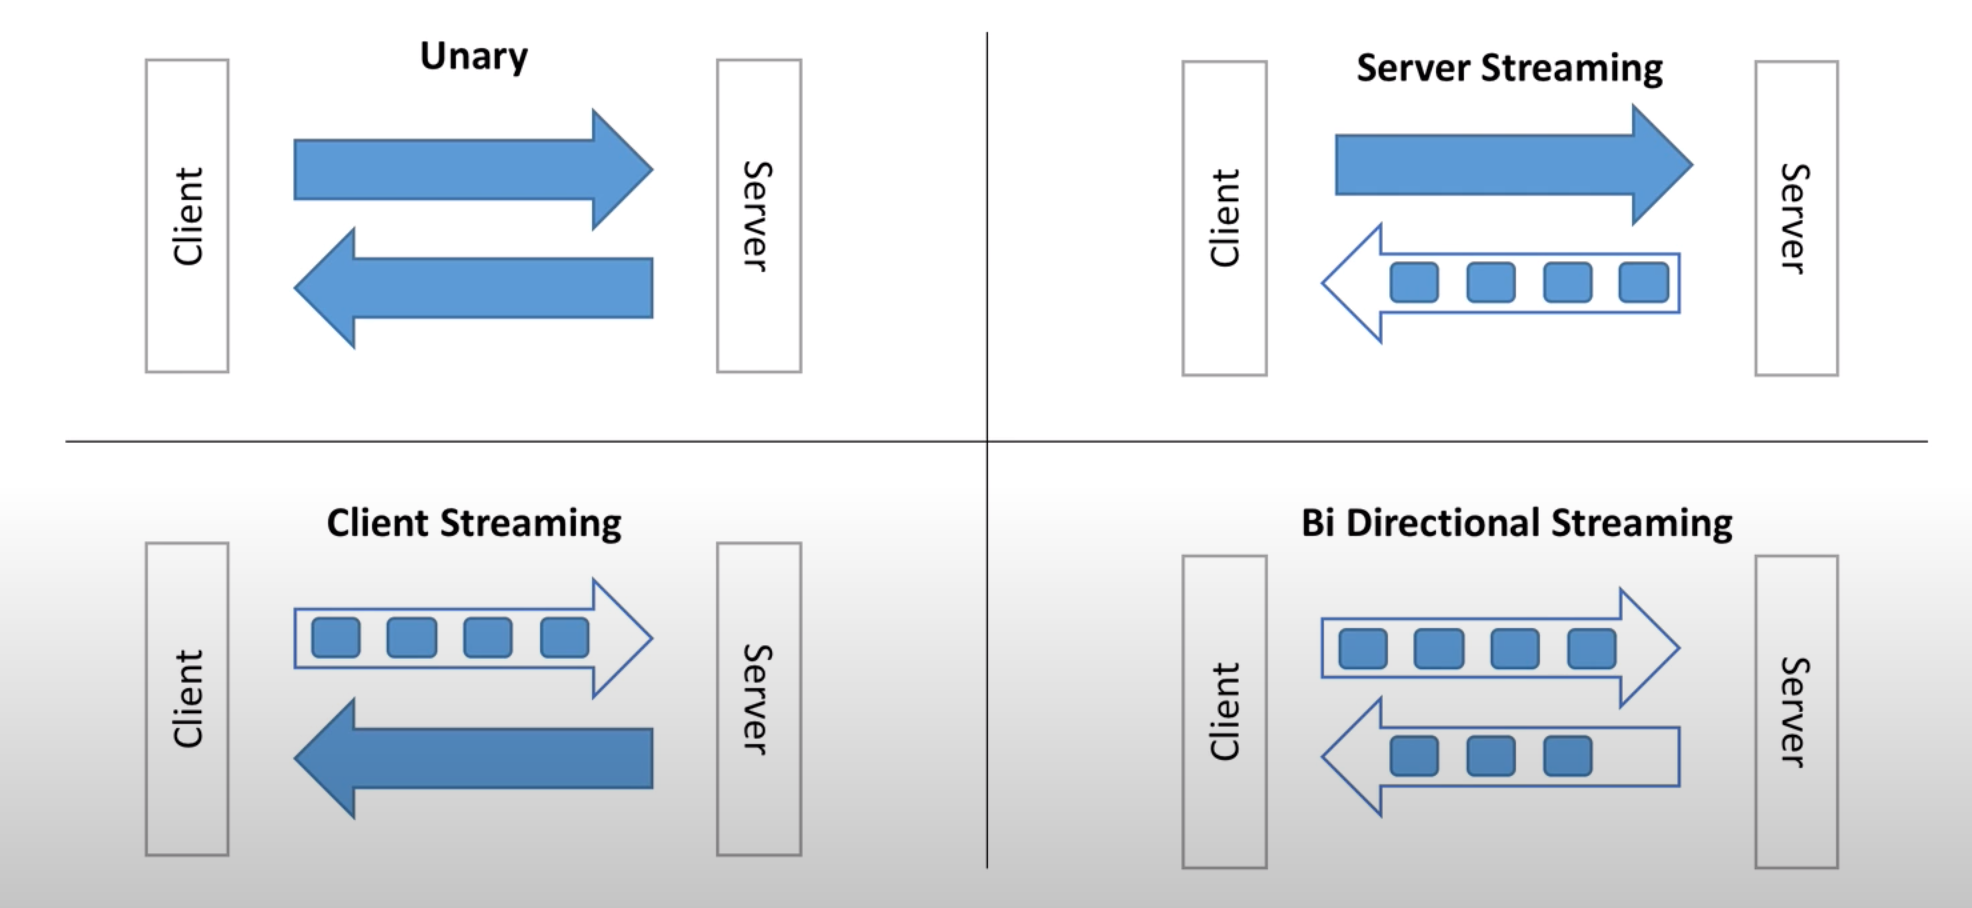 Unary
Client
Server
Server Streaming
Client
Server
Client Streaming
Client
Server
Bi Directional Streaming
Client
Server